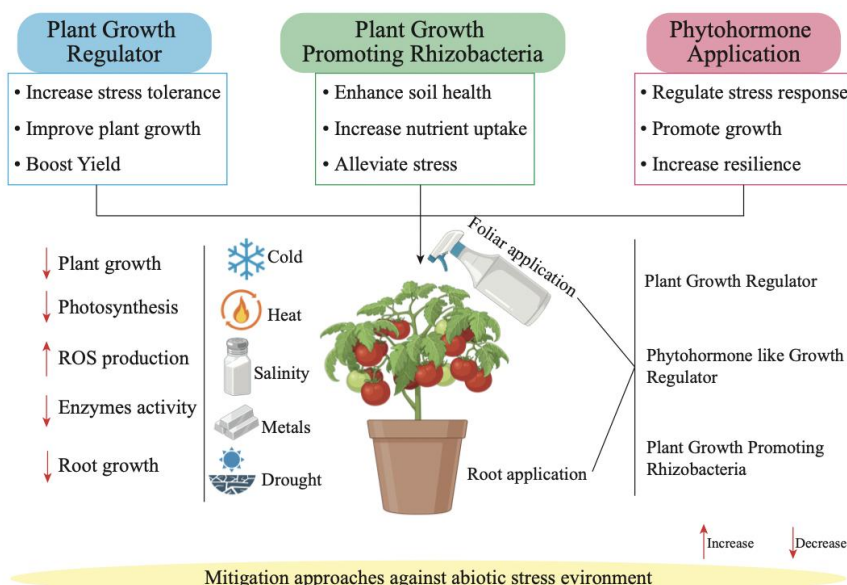 Plant Growth
Regulator
Plant Growth
Promoting Rhizobacteria
Phytohormone
Application
• Increase stress tolerance
• Improve plant growth
• Boost Yield
• Enhance soil health
• Increase nutrient uptake
• Alleviate stress
• Regulate stress response
• Promote growth
• Increase resilience
Plant growth
Photosynthesis
ROS production
Enzymes activity
Root growth
Cold
Heat
Salinity
Metals
Drought
Foliar application
Root application
Plant Growth Regulator
Phytohormone like Growth
Regulator
Plant Growth Promoting
Rhizobacteria
Increase
Decrease
Mitigation approaches against abiotic stress evironment